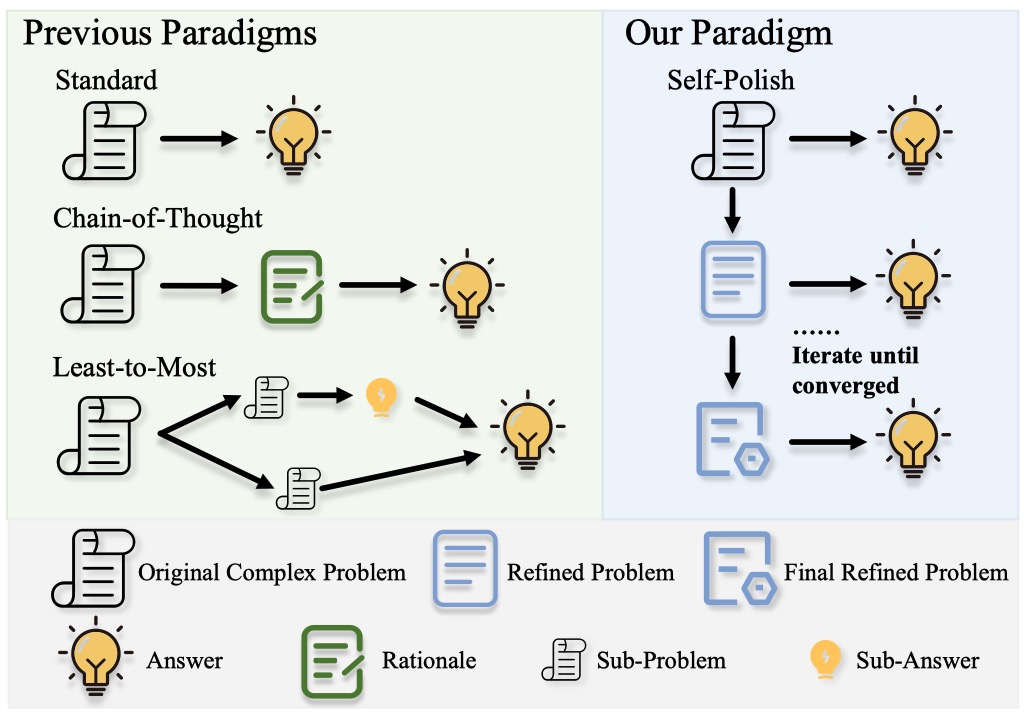 Previous Paradigms
Standard
Chain-of-Thought
Least-to-Most
Our Paradigm
Self-Polish
......
Iterate until
converged
Original Complex Problem
Refined Problem
Final Refined Problem
Answer
Rationale
Sub-Problem
Sub-Answer